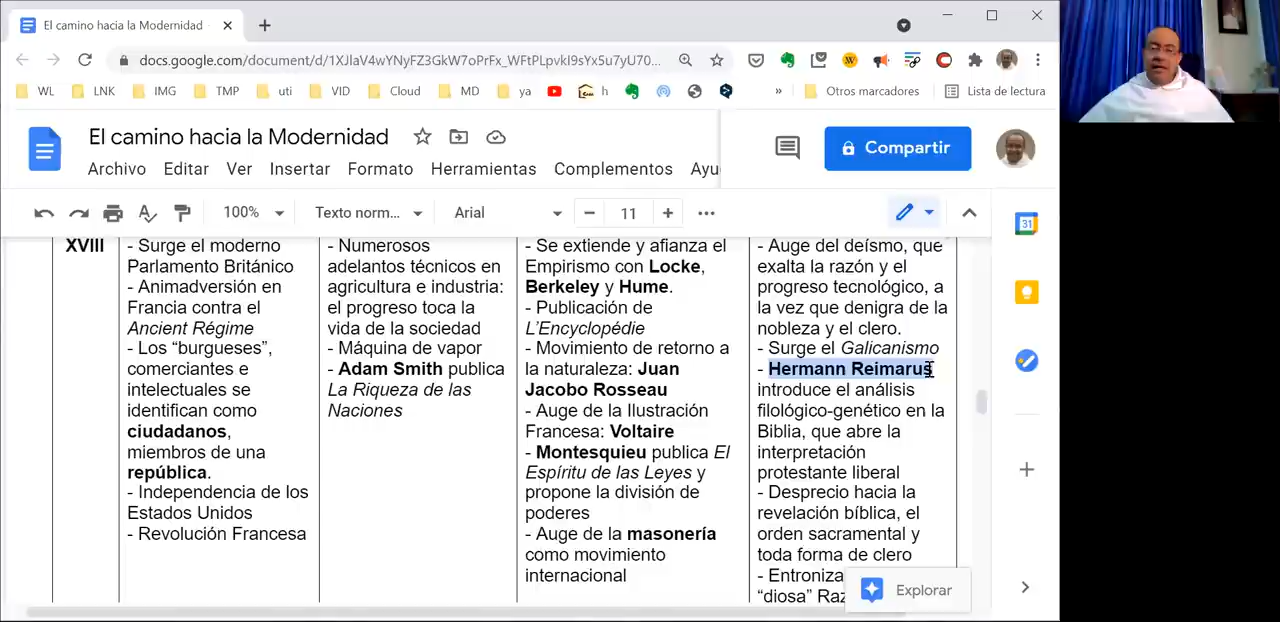 El camino hacia la Modernidad
docs.google.com/document/d/1XJlaV4wYNyFZ3GkW7oPrFx_WFtPLpvkI9sYx5u7yU70...
WL LNK IMG TMP uti VID Cloud MD ya h » Otros marcadores Lista de lectura
El camino hacia la Modernidad
Compartir
Archivo Editar Ver Insertar Formato Herramientas Complementos Ayu
100% Texto norm... Arial 11
31
XVIII
- Surge el moderno
Parlamento Británico
- Animadversión en
Francia contra el
Ancient Régime
- Los “burgueses”,
comerciantes e
intelectuales se
identifican como
ciudadanos,
miembros de una
república.
- Independencia de los
Estados Unidos
- Revolución Francesa
- Numerosos
adelantos técnicos en
agricultura e industria:
el progreso toca la
vida de la sociedad
- Máquina de vapor
- Adam Smith publica
La Riqueza de las
Naciones
- Se extiende y afianza el
Empirismo con Locke,
Berkeley y Hume.
- Publicación de
L’Encyclopédie
- Movimiento de retorno a
la naturaleza: Juan
Jacobo Rosseau
- Auge de la Ilustración
Francesa: Voltaire
- Montesquieu publica El
Espíritu de las Leyes y
propone la división de
poderes
- Auge de la masonería
como movimiento
internacional
- Auge del deísmo, que
exalta la razón y el
progreso tecnológico, a
la vez que denigra de la
nobleza y el clero.
- Surge el Galicanismo
- Hermann Reimarus
introduce el análisis
filológico-genético en la
Biblia, que abre la
interpretación
protestante liberal
- Desprecio hacia la
revelación bíblica, el
orden sacramental y
toda forma de clero
- Entroniza
“diosa” Raz
Explorar